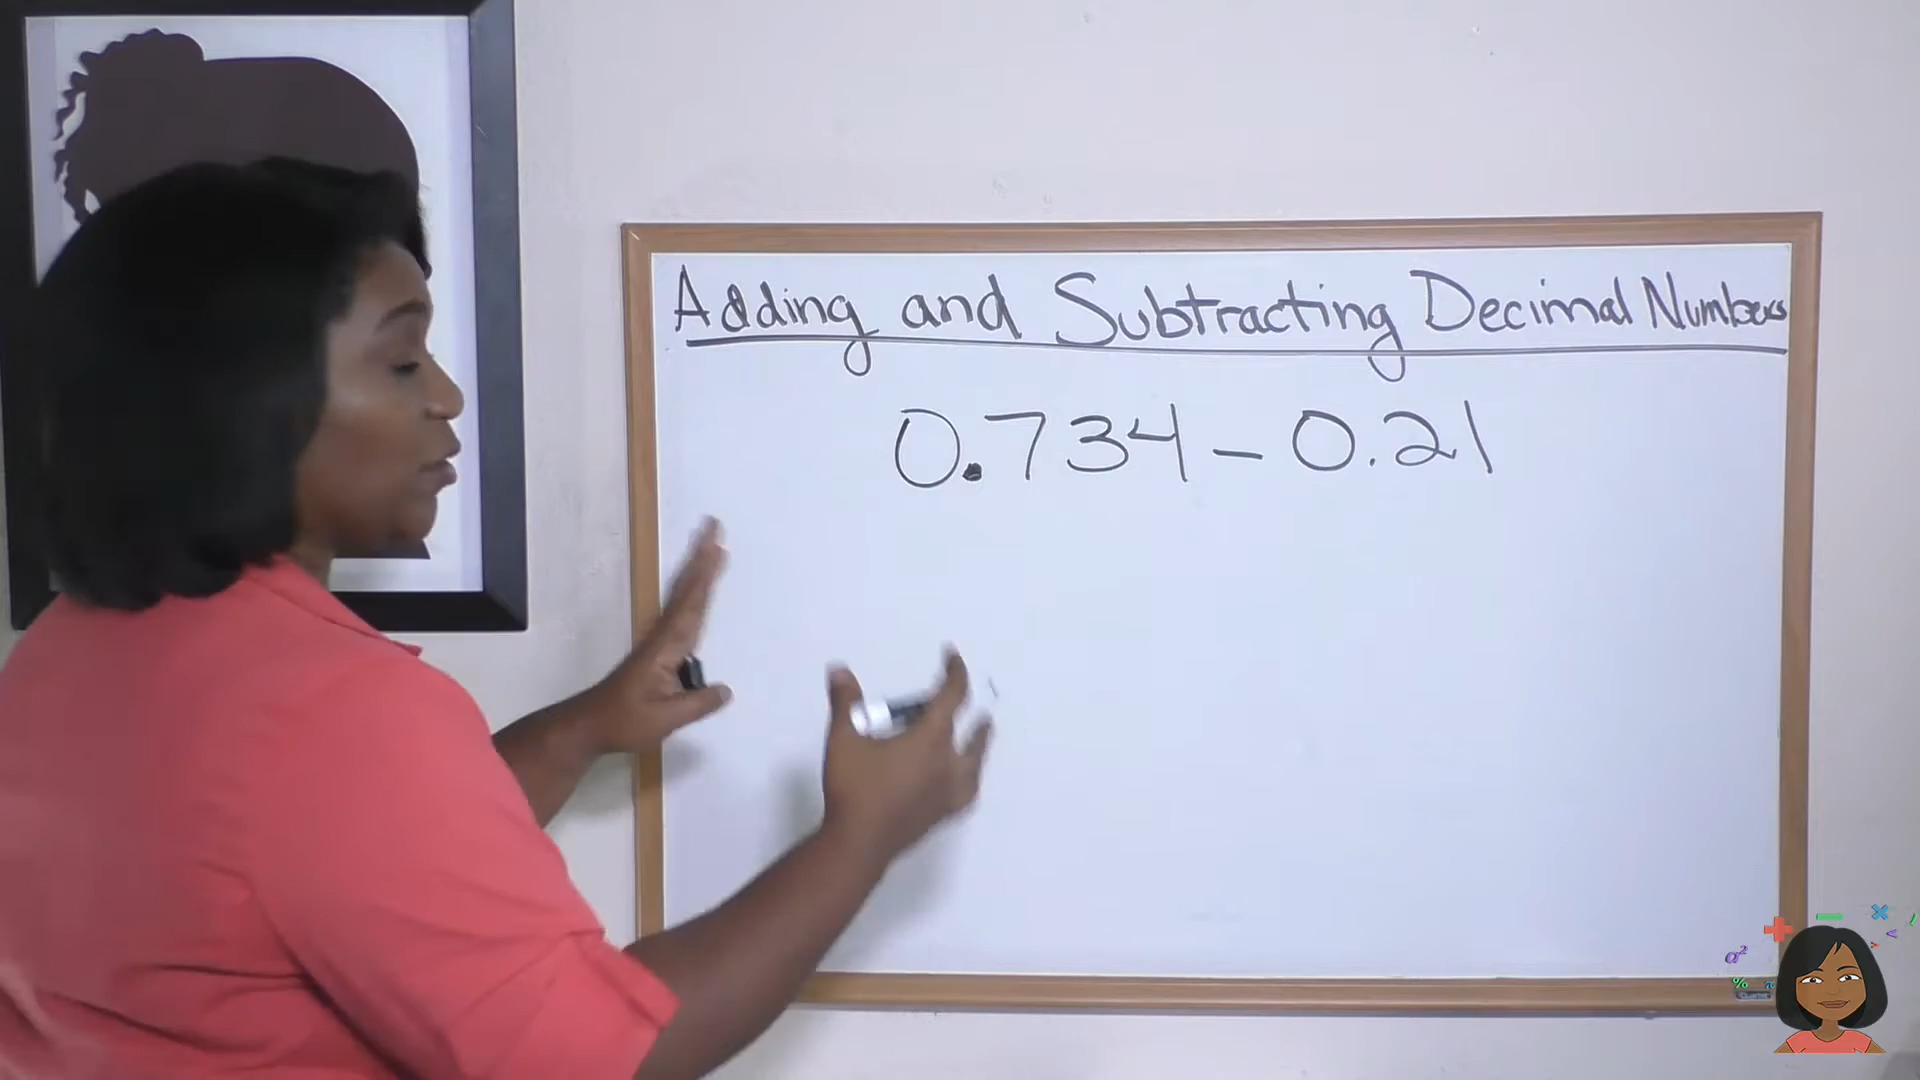 Adding and Subtracting Decimal Numbers
0.734 - 0.21